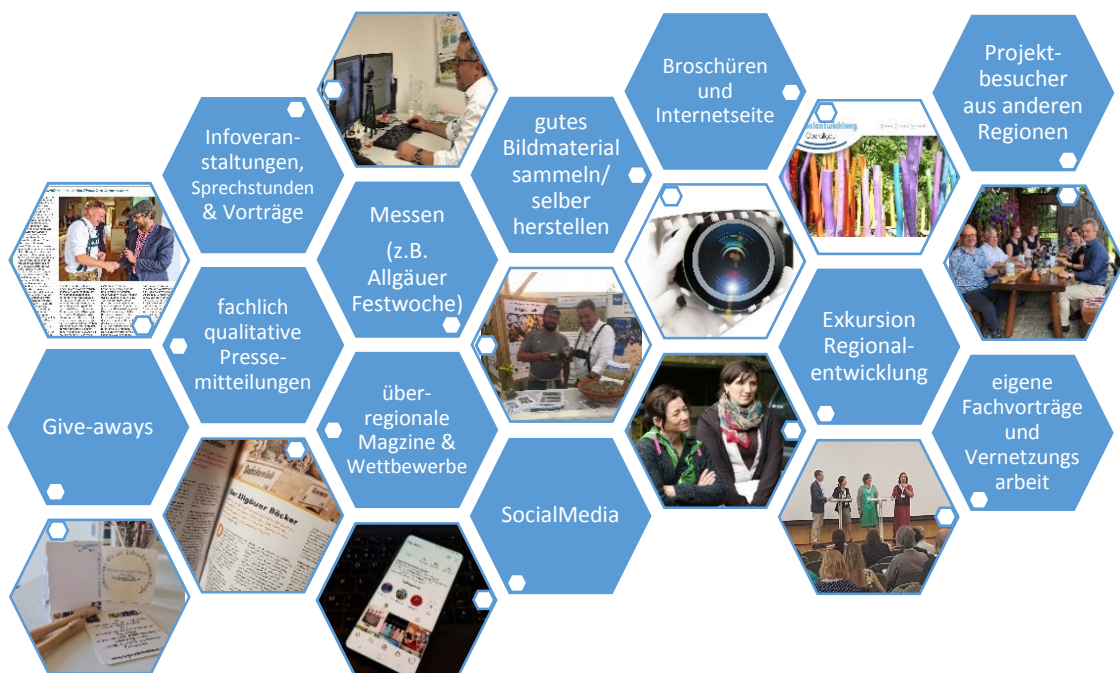 Infoveran-
staltungen,
Sprechstunden
& Vorträge
Messen
(z.B.
Allgäuer
Festwoche)
gutes
Bildmaterial
sammeln/
selber
herstellen
Broschüren
und
Internetseite
Projekt-
besucher
aus anderen
Regionen
fachlich
qualitative
Presse-
mitteilungen
Exkursion
Regional-
entwicklung
Give-aways
über-
regionale
Magzine &
Wettbewerbe
SocialMedia
eigene
Fachvorträge
und
Vernetzungs
arbeit
Oberallgäu
Bäcker